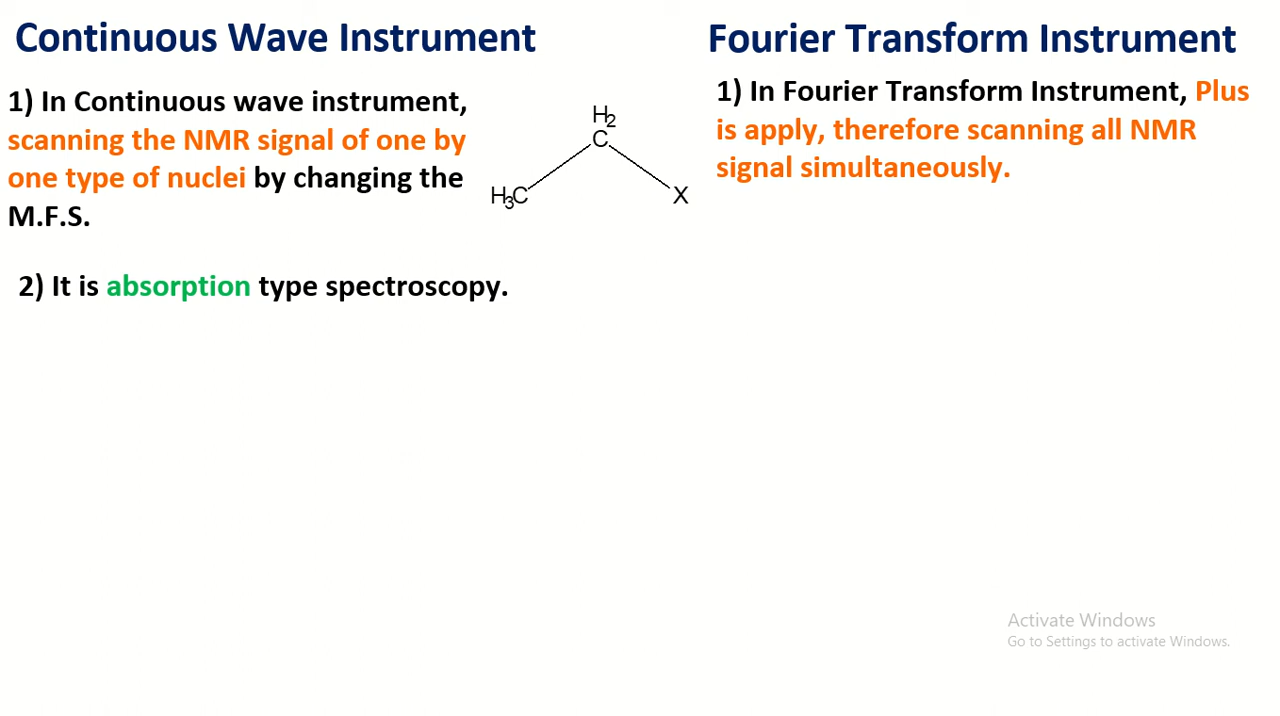 Continuous Wave Instrument
1) In Continuous wave instrument,
scanning the NMR signal of one by
one type of nuclei by changing the
M.F.S.
2) It is absorption type spectroscopy.
H2
C
H3C
X
Fourier Transform Instrument
1) In Fourier Transform Instrument, Plus
is apply, therefore scanning all NMR
signal simultaneously.
Activate Windows
Go to Settings to activate Windows.